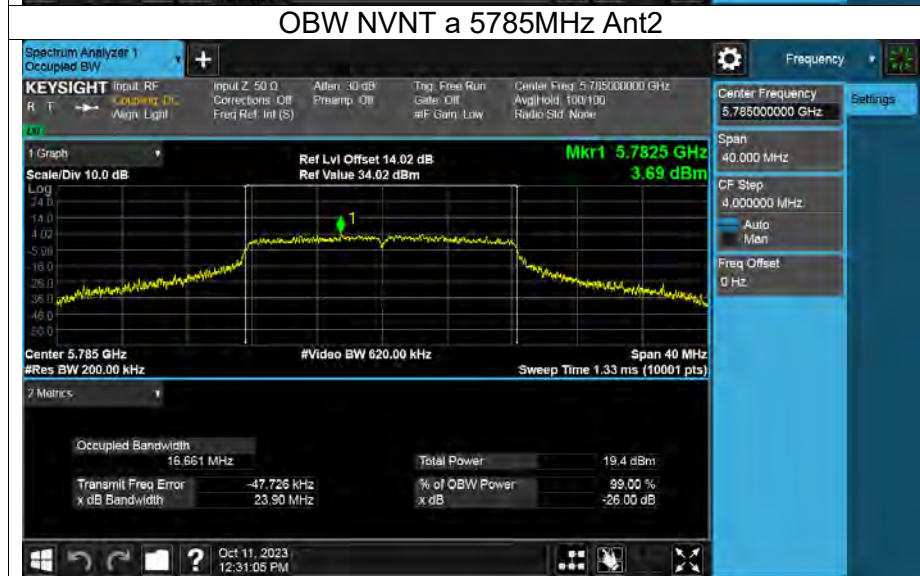 OBW NVNT a 5785MHz Ant2
Spectrum Analyzer 1
Occupied BW
+
Frequency
KEYSIGHT Input: RF
R T
Coupling: DC
Align: Light
Input Z: 50 Ω
Corrections: Off
Freq Ref: Int (S)
Atten: 30 dB
Preamp: Off
Trig: Free Run
Gate: Off
#IF Gain: Low
Center Freq: 5.785000000 GHz
Avg|Hold: 100/100
Radio Std: None
Center Frequency
5.785000000 GHz
Settings
Span
40.000 MHz
CF Step
4.000000 MHz
Auto
Man
Freq Offset
0 Hz
1 Graph
Scale/Div 10.0 dB
Ref Lvl Offset 14.02 dB
Ref Value 34.02 dBm
Mkr1 5.7825 GHz
3.69 dBm
Log
24.0
14.0
4.02
-5.98
-16.0
-26.0
-36.0
-46.0
1
Center 5.785 GHz
#Res BW 200.00 kHz
#Video BW 620.00 kHz
Span 40 MHz
Sweep Time 1.33 ms (10001 pts)
2 Metrics
Occupied Bandwidth
16.661 MHz
Total Power 19.4 dBm
Transmit Freq Error -47.726 kHz
% of OBW Power 99.00 %
x dB Bandwidth 23.90 MHz
x dB -26.00 dB
?
Oct 11, 2023
12:31:05 PM